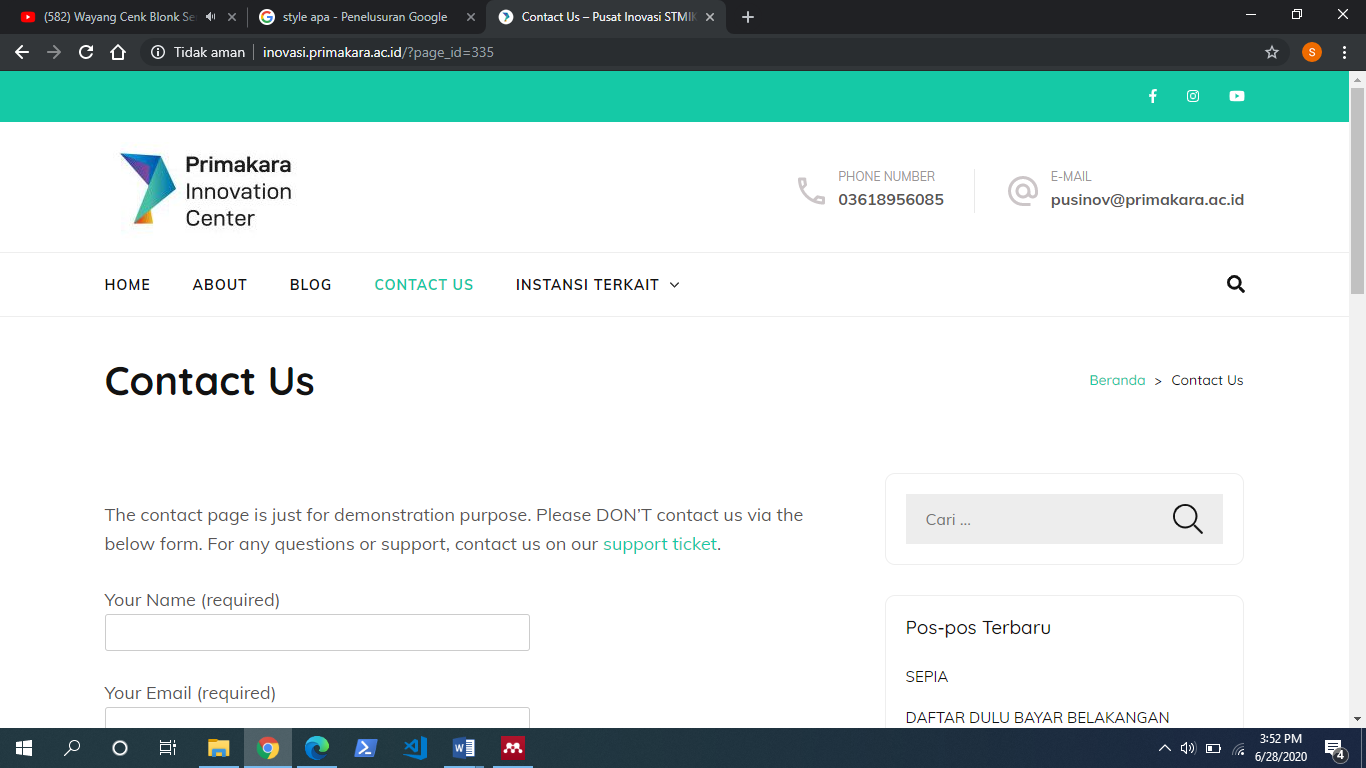 (582) Wayang Cenk Blonk Se
style apa - Penelusuran Google
Contact Us – Pusat Inovasi STMIK
Tidak aman
inovasi.primakara.ac.id/?page_id=335
S
Primakara
Innovation
Center
PHONE NUMBER
03618956085
E-MAIL
pusinov@primakara.ac.id
HOME ABOUT BLOG CONTACT US INSTANSI TERKAIT
Contact Us
Beranda > Contact Us
The contact page is just for demonstration purpose. Please DON'T contact us via the
below form. For any questions or support, contact us on our support ticket.
Your Name (required)
Your Email (required)
Cari ...
Pos-pos Terbaru
SEPIA
DAFTAR DULU BAYAR BELAKANGAN
3:52 PM
6/28/2020
4